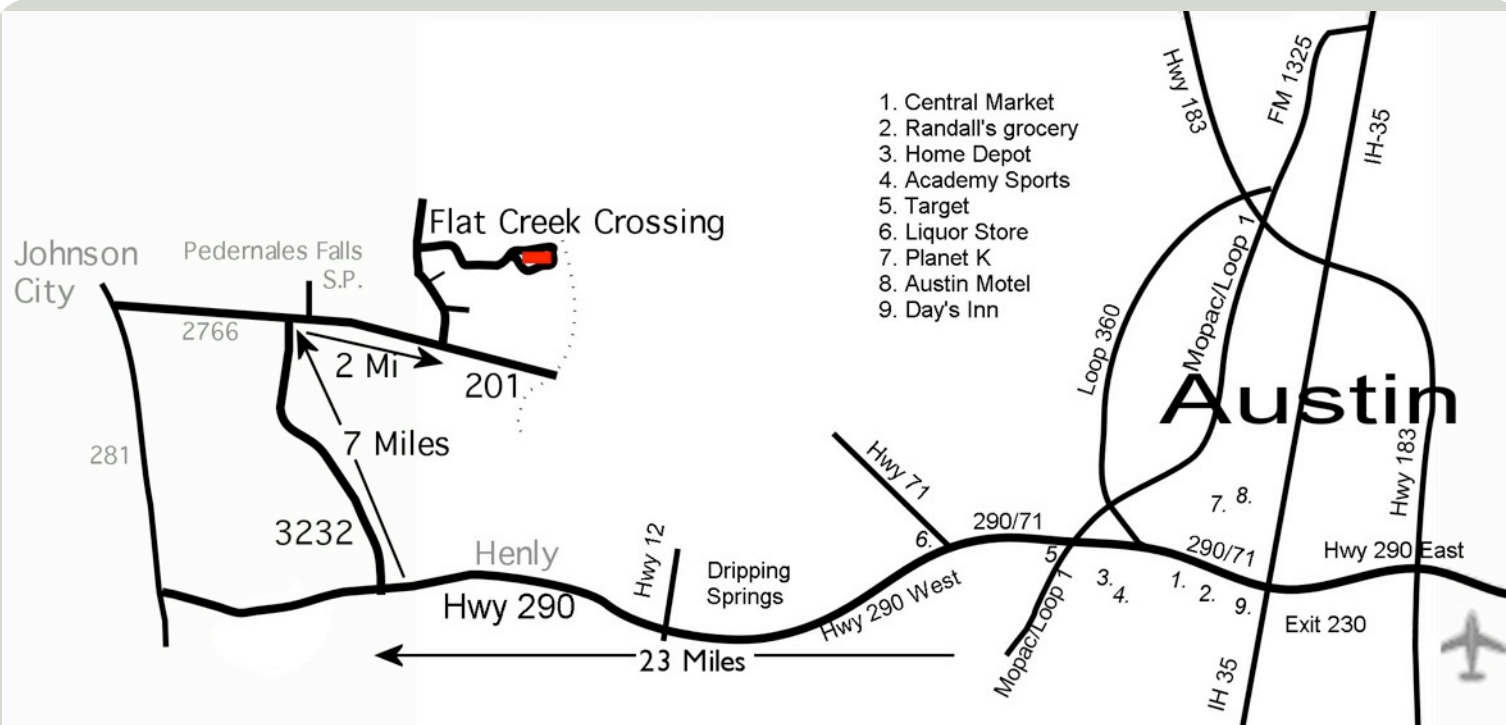 Hwy 183
FM 1325
IH-35
1. Central Market
2. Randall's grocery
3. Home Depot
4. Academy Sports
5. Target
6. Liquor Store
7. Planet K
8. Austin Motel
9. Day's Inn
Flat Creek Crossing
Johnson
City
Pedernales Falls
S.P.
2766
2 Mi
201
281
7 Miles
3232
Loop 360
Mopac/Loop 1
Austin
Hwy 183
Hwy 71
7.
8.
6.
290/71
5.
290/71
Hwy 290 East
Henly
Hwy 290
Hwy 12
Dripping
Springs
Hwy 290 West
3.
4.
1.
2.
9.
Exit 230
Mopac/Loop 1
IH 35
23 Miles